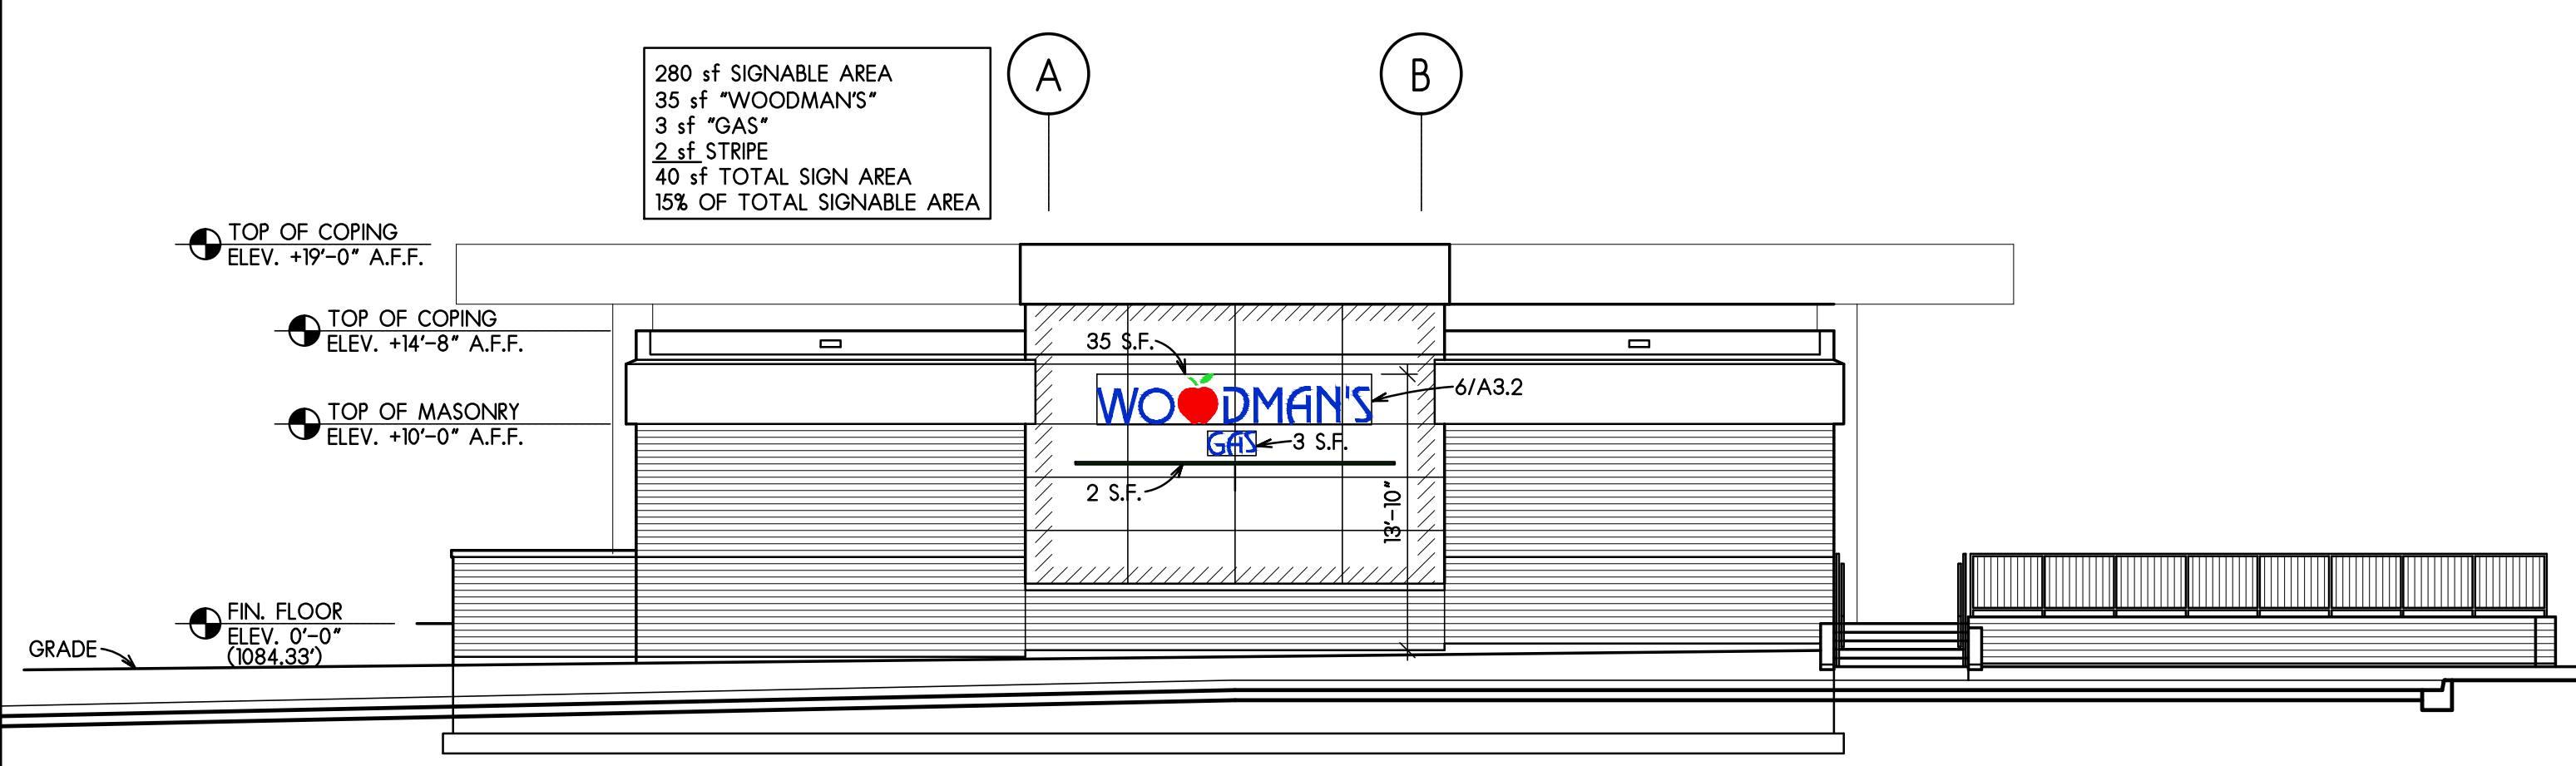 280 sf SIGNABLE AREA
35 sf "WOODMAN'S"
3 sf "GAS"
2 sf STRIPE
40 sf TOTAL SIGN AREA
15% OF TOTAL SIGNABLE AREA
A
B
TOP OF COPING
ELEV. +19'-0" A.F.F.
TOP OF COPING
ELEV. +14'-8" A.F.F.
TOP OF MASONRY
ELEV. +10'-0" A.F.F.
FIN. FLOOR
ELEV. 0'-0"
(1084.33')
GRADE
35 S.F.
WOODMAN'S
6/A3.2
GAS
3 S.F.
2 S.F.
13'-10"